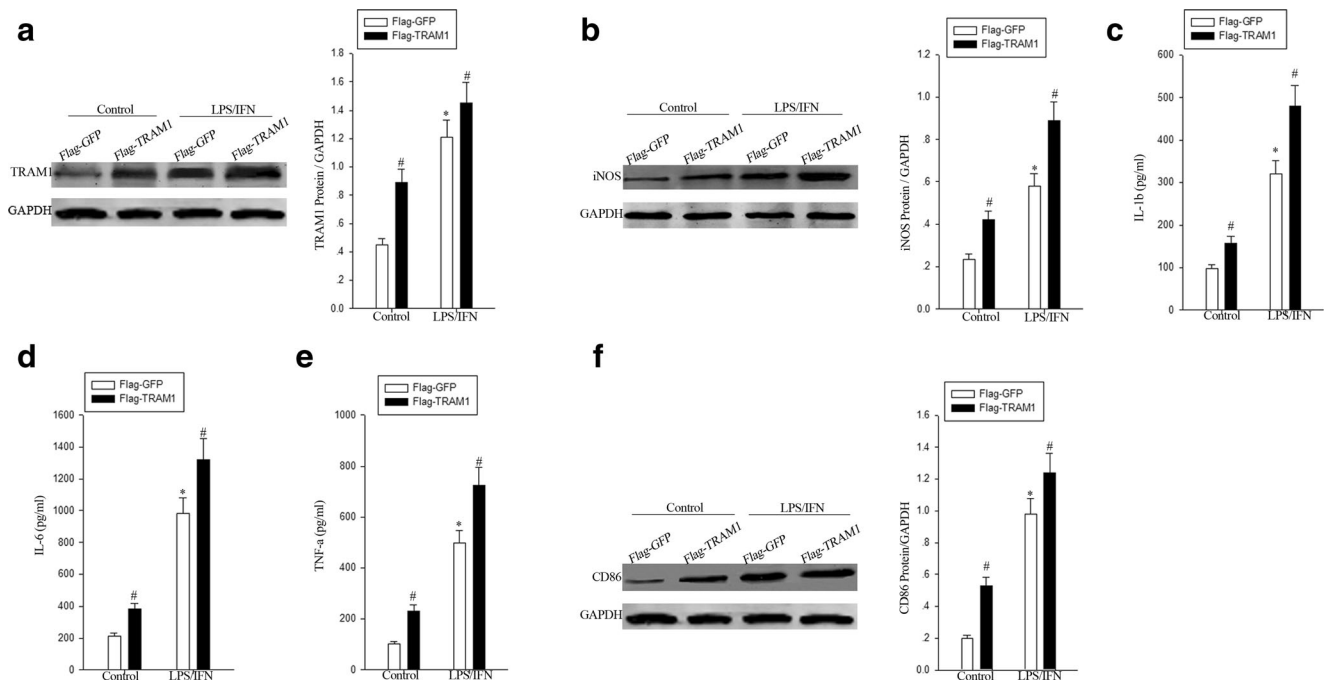 a
Flag-GFP
Flag-TRAM1
Control LPS/IFN
Flag-GFP Flag-TRAM1 Flag-GFP Flag-TRAM1
TRAM1
GAPDH
TRAM1 Protein / GAPDH
1.8
1.6
1.4
1.2
1.0
.8
.6
.4
.2
0.0
* # #
Control LPS/IFN
b
Flag-GFP
Flag-TRAM1
Control LPS/IFN
Flag-GFP Flag-TRAM1 Flag-GFP Flag-TRAM1
iNOS
GAPDH
iNOS Protein / GAPDH
1.2
1.0
.8
.6
.4
.2
0.0
# * #
Control LPS/IFN
c
Flag-GFP
Flag-TRAM1
IL-1b (pg/ml)
600
500
400
300
200
100
0
# * #
Control LPS/IFN
d
Flag-GFP
Flag-TRAM1
IL-6 (pg/ml)
1600
1400
1200
1000
800
600
400
200
0
# * #
Control LPS/IFN
e
Flag-GFP
Flag-TRAM1
TNF-a (pg/ml)
1000
800
600
400
200
0
# * #
Control LPS/IFN
f
Flag-GFP
Flag-TRAM1
Control LPS/IFN
Flag-GFP Flag-TRAM1 Flag-GFP Flag-TRAM1
CD86
GAPDH
CD86 Protein/GAPDH
1.6
1.4
1.2
1.0
.8
.6
.4
.2
0.0
# * #
Control LPS/IFN